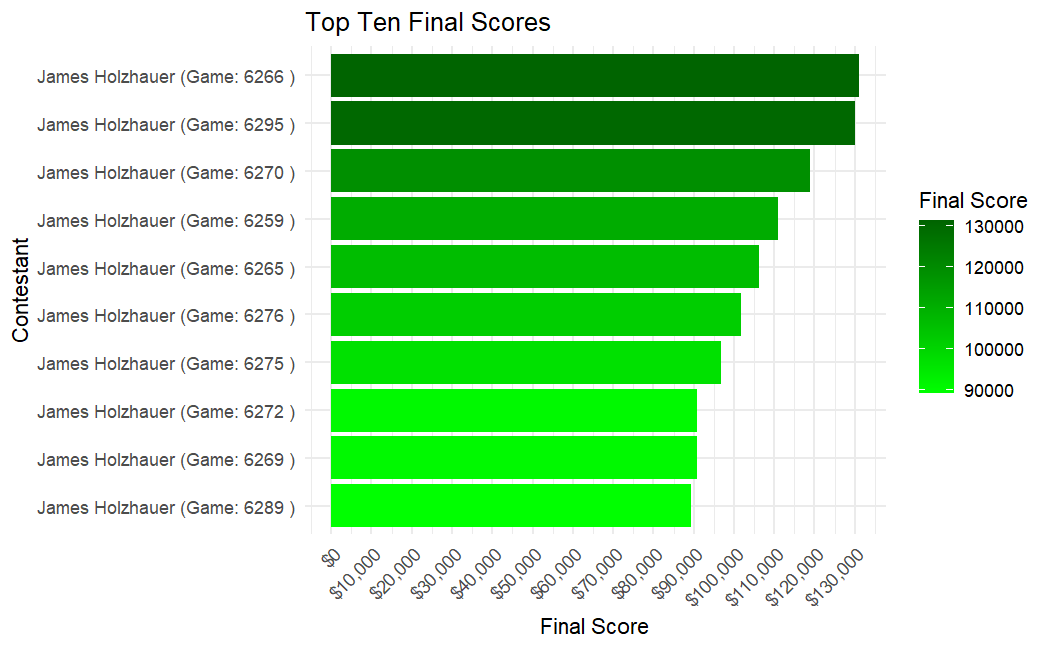 Top Ten Final Scores
Contestant
James Holzhauer (Game: 6266 )
James Holzhauer (Game: 6295 )
James Holzhauer (Game: 6270 )
James Holzhauer (Game: 6259 )
James Holzhauer (Game: 6265 )
James Holzhauer (Game: 6276 )
James Holzhauer (Game: 6275 )
James Holzhauer (Game: 6272 )
James Holzhauer (Game: 6269 )
James Holzhauer (Game: 6289 )
$0
$10,000
$20,000
$30,000
$40,000
$50,000
$60,000
$70,000
$80,000
$90,000
$100,000
$110,000
$120,000
$130,000
Final Score
Final Score
130000
120000
110000
100000
90000